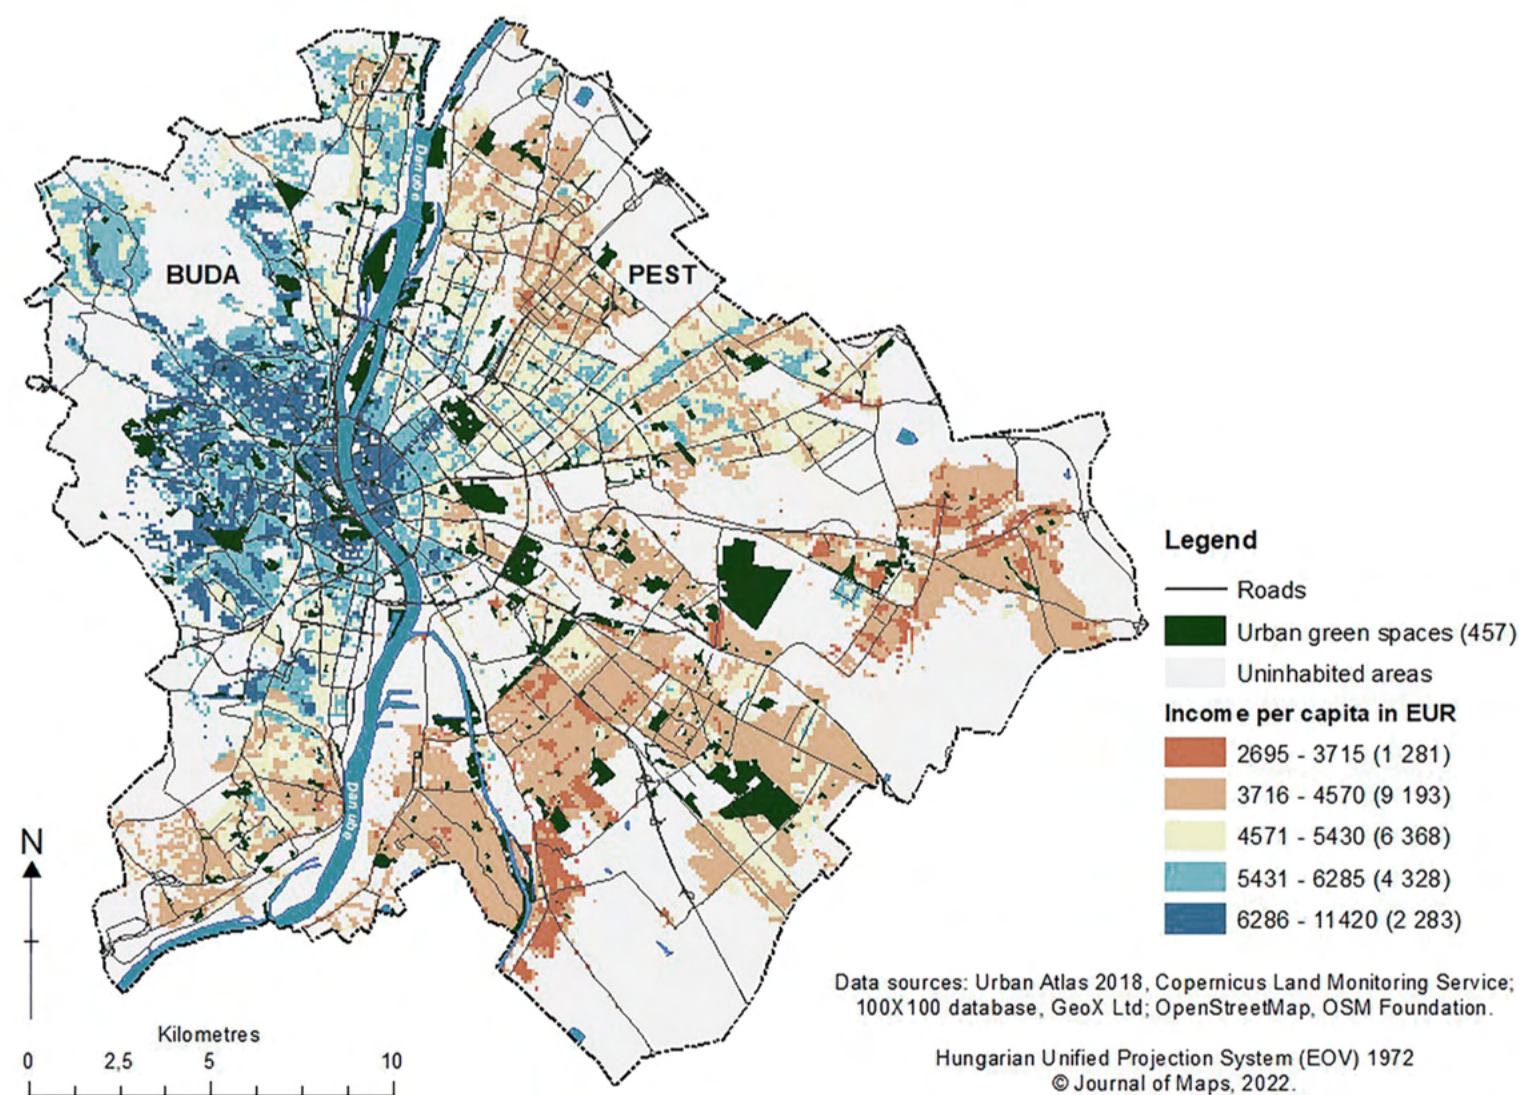 Danube
BUDA
PEST
Danube
N
Kilometres
0 2,5 5 10
Legend
Roads
Urban green spaces (457)
Uninhabited areas
Income per capita in EUR
2695 - 3715 (1 281)
3716 - 4570 (9 193)
4571 - 5430 (6 368)
5431 - 6285 (4 328)
6286 - 11420 (2 283)
Data sources: Urban Atlas 2018, Copernicus Land Monitoring Service;
100X100 database, GeoX Ltd; OpenStreetMap, OSM Foundation.
Hungarian Unified Projection System (EOV) 1972
© Journal of Maps, 2022.